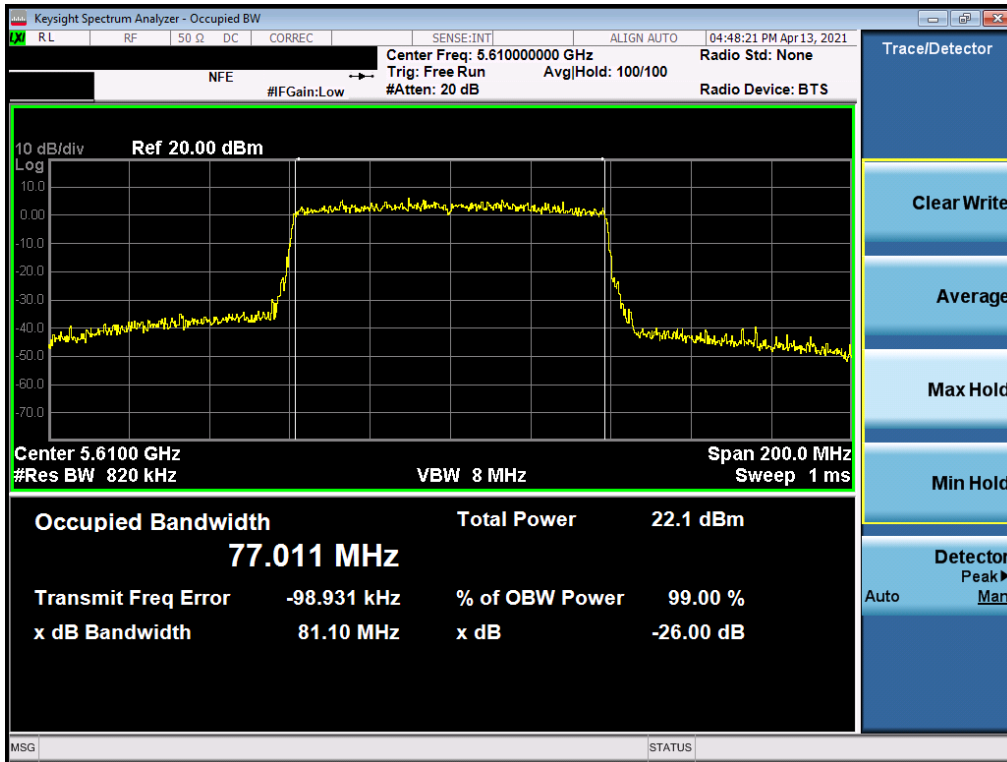 Keysight Spectrum Analyzer - Occupied BW
LXI RL RF 50 Ω DC CORREC SENSE:INT ALIGN AUTO 04:48:21 PM Apr 13, 2021
Center Freq: 5.610000000 GHz Radio Std: None
NFE Trig: Free Run Avg|Hold: 100/100
#IFGain:Low #Atten: 20 dB Radio Device: BTS
Trace/Detector
10 dB/div Ref 20.00 dBm
Log
10.0
0.00
-10.0
-20.0
-30.0
-40.0
-50.0
-60.0
-70.0
Center 5.6100 GHz Span 200.0 MHz
#Res BW 820 kHz VBW 8 MHz Sweep 1 ms
Occupied Bandwidth Total Power 22.1 dBm
77.011 MHz
Transmit Freq Error -98.931 kHz % of OBW Power 99.00 %
x dB Bandwidth 81.10 MHz x dB -26.00 dB
Clear Write
Average
Max Hold
Min Hold
Detector
Peak
Auto Man
MSG STATUS